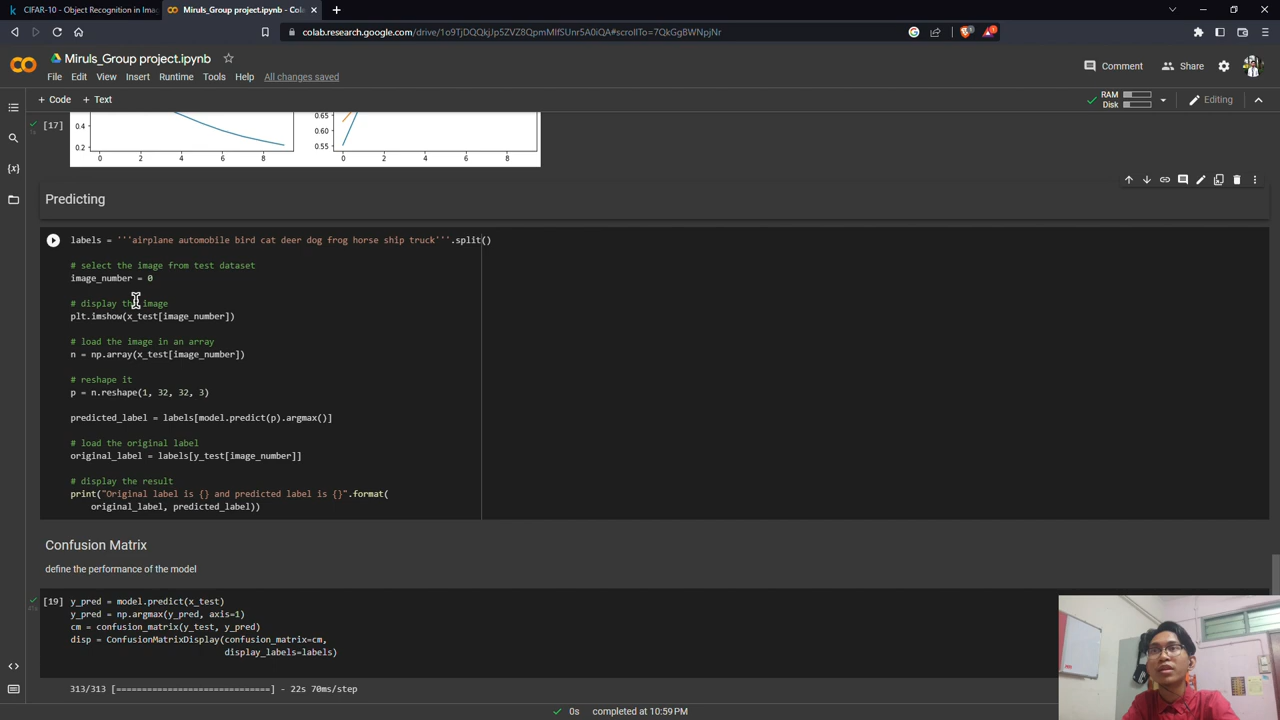 CIFAR-10 - Object Recognition in Ima
Miruls_Group project.ipynb - Col
colab.research.google.com/drive/1o9TjDQQkjJp5ZVZ8QpmMlfSUnr5A0iQA#scrollTo=7QkGgBWNpjNr
Miruls_Group project.ipynb
File Edit View Insert Runtime Tools Help All changes saved
Comment Share
+ Code + Text
RAM
Disk
Editing
[17]
0.4
0.2
0 2 4 6 8
0.65
0.60
0.55
0 2 4 6 8
Predicting
labels = '''airplane automobile bird cat deer dog frog horse ship truck'''.split()
# select the image from test dataset
image_number = 0
# display the image
plt.imshow(x_test[image_number])
# load the image in an array
n = np.array(x_test[image_number])
# reshape it
p = n.reshape(1, 32, 32, 3)
predicted_label = labels[model.predict(p).argmax()]
# load the original label
original_label = labels[y_test[image_number]]
# display the result
print("Original label is {} and predicted label is {}".format(
original_label, predicted_label))
Confusion Matrix
define the performance of the model
[19] y_pred = model.predict(x_test)
y_pred = np.argmax(y_pred, axis=1)
cm = confusion_matrix(y_test, y_pred)
disp = ConfusionMatrixDisplay(confusion_matrix=cm,
display_labels=labels)
313/313 [==============================] - 22s 70ms/step
0s completed at 10:59 PM